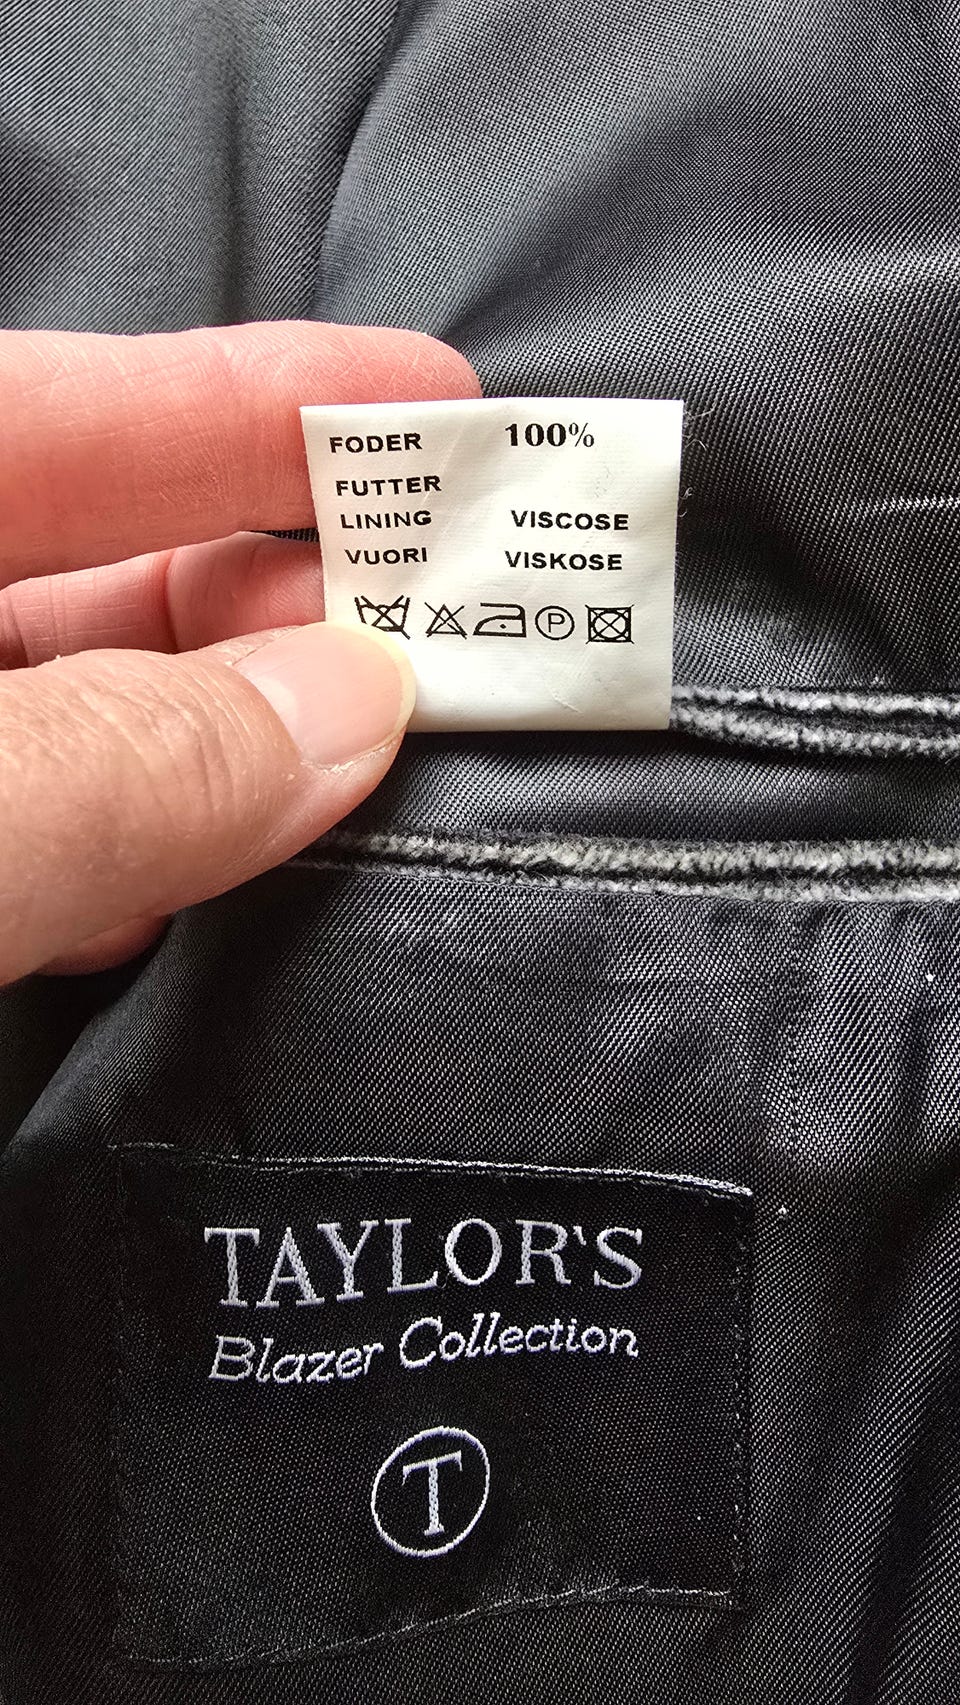 FODER 100%
FUTTER
LINING VISCOSE
VUORI VISKOSE
P
TAYLOR'S
Blazer Collection
T